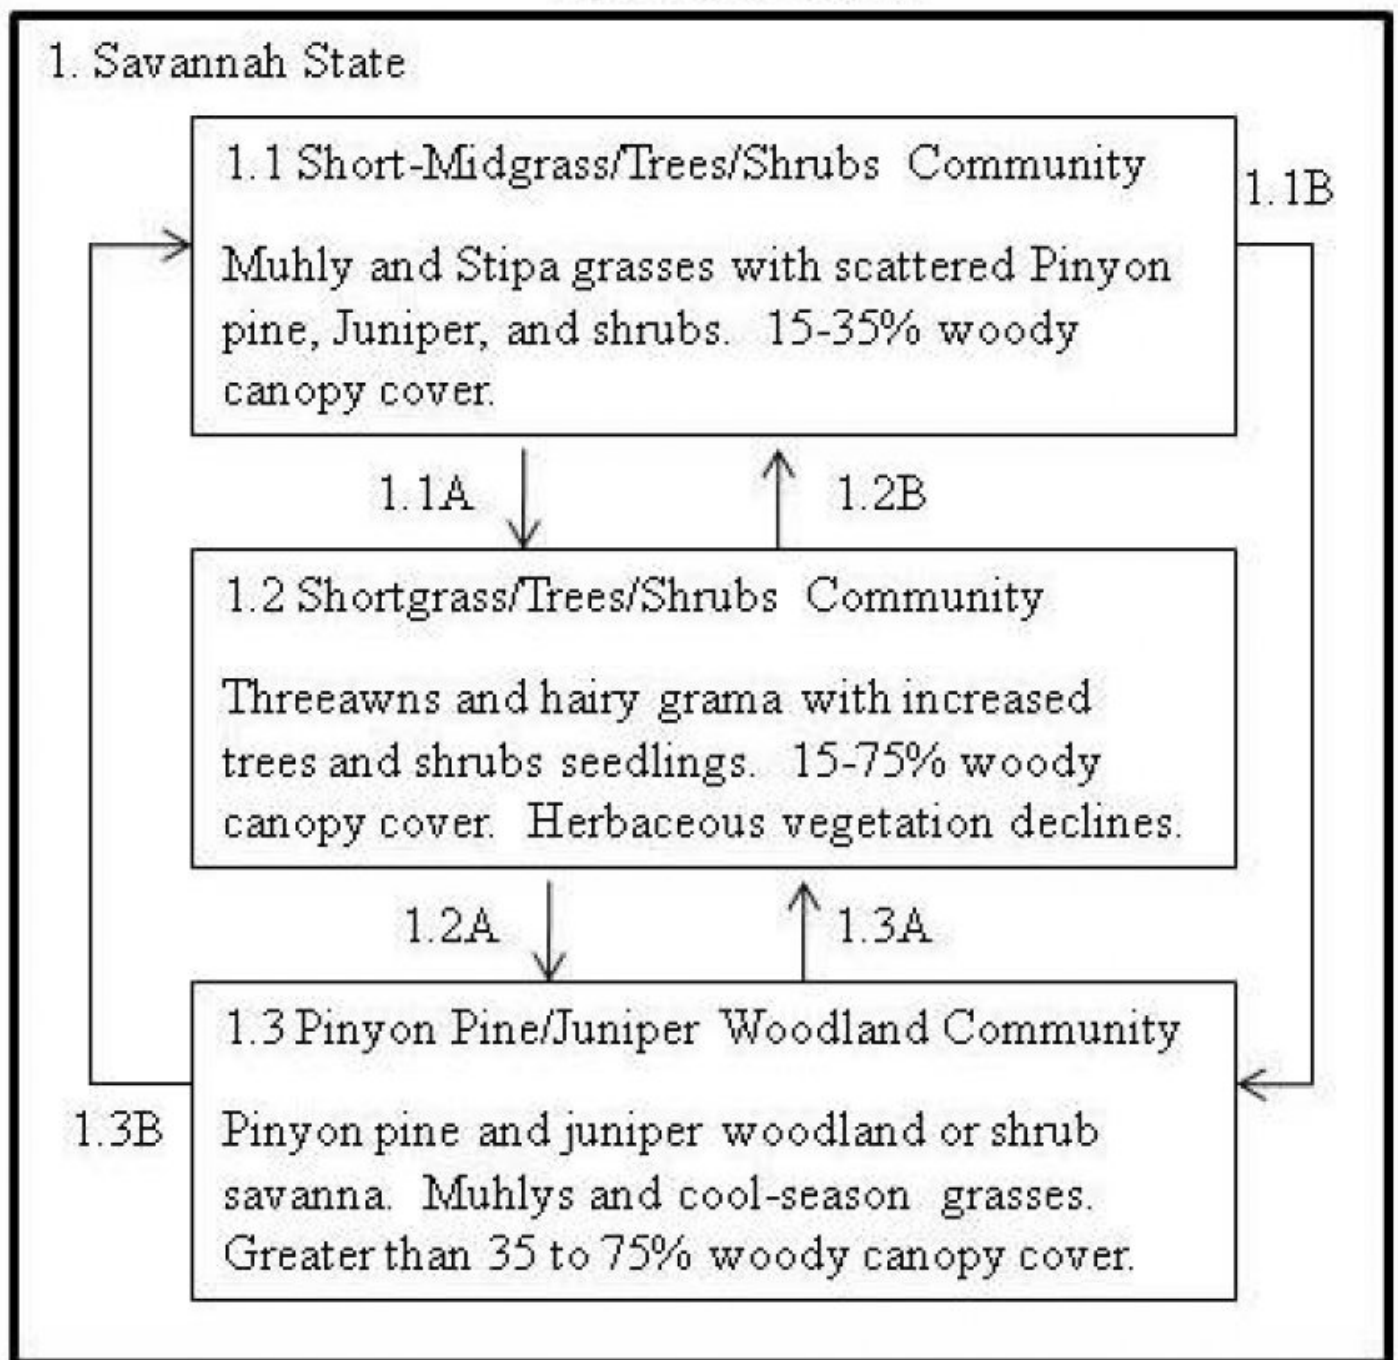 1. Savannah State
1.1 Short-Midgrass/Trees/Shrubs Community
1.1B
Muhly and Stipa grasses with scattered Pinyon
pine, Juniper, and shrubs. 15-35% woody
canopy cover.
1.1A
1.2B
1.2 Shortgrass/Trees/Shrubs Community
Threeawns and hairy grama with increased
trees and shrubs seedlings. 15-75% woody
canopy cover. Herbaceous vegetation declines.
1.2A
1.3A
1.3 Pinyon Pine/Juniper Woodland Community
1.3B
Pinyon pine and juniper woodland or shrub
savanna. Muhlys and cool-season grasses.
Greater than 35 to 75% woody canopy cover.